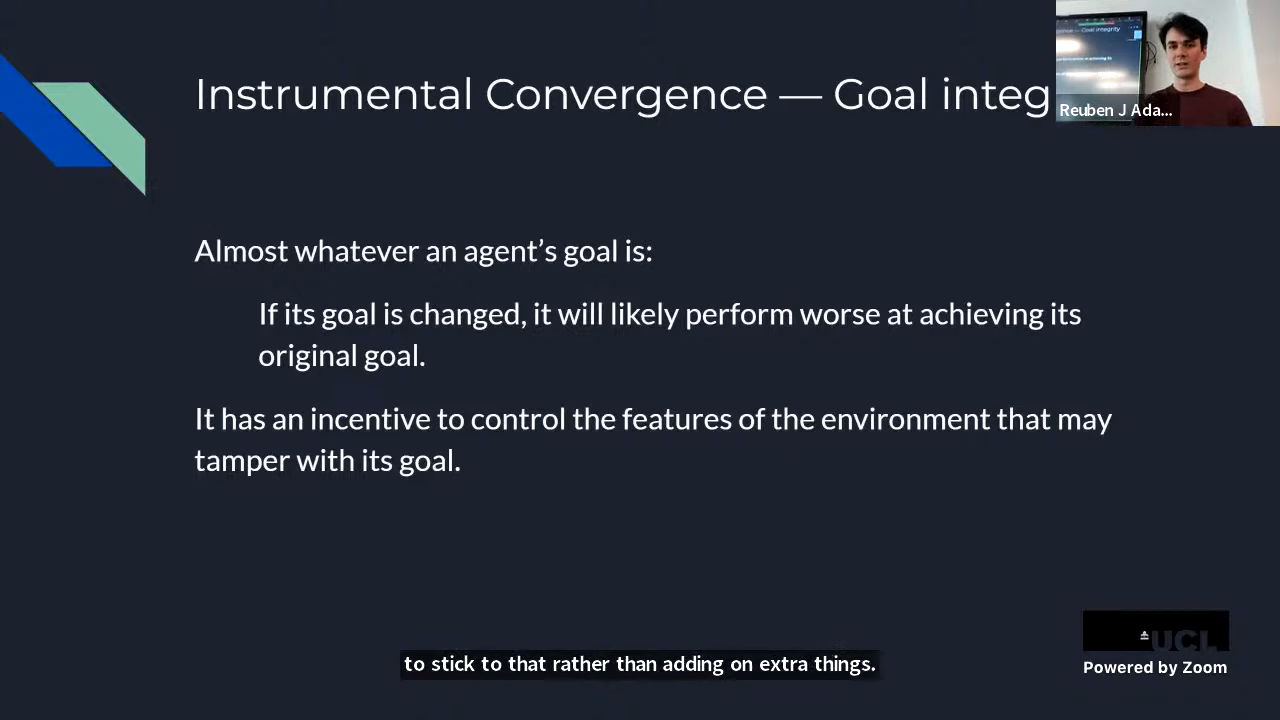 Instrumental Convergence — Goal integ
Reuben J Ada...
Almost whatever an agent’s goal is:
If its goal is changed, it will likely perform worse at achieving its
original goal.
It has an incentive to control the features of the environment that may
tamper with its goal.
to stick to that rather than adding on extra things.
UCL
Powered by Zoom